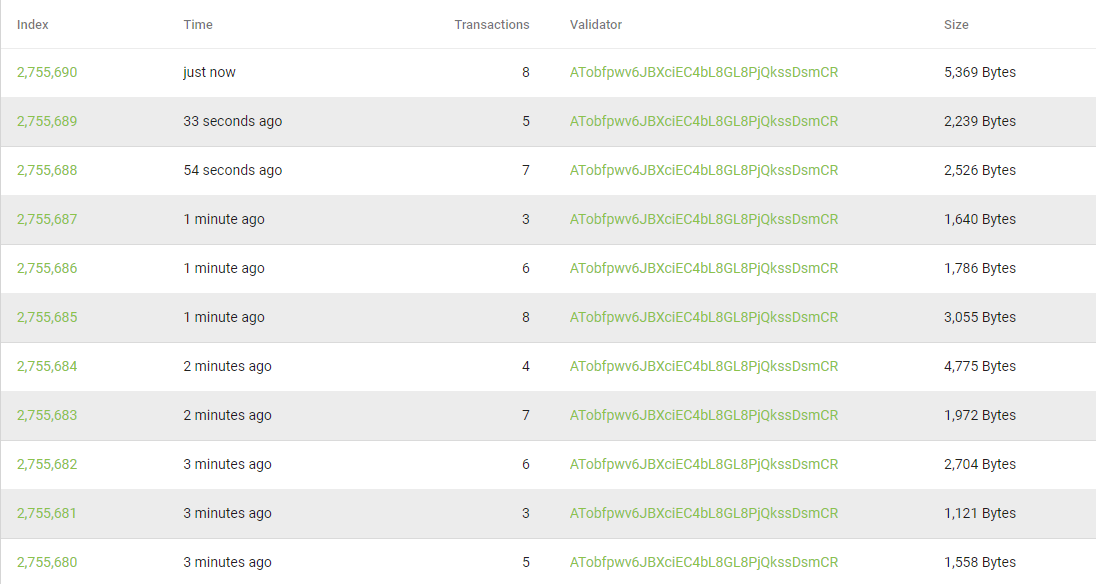 Index Time Transactions Validator Size
2,755,690 just now 8 ATobfpwv6JBXciEC4bL8GL8PjQkssDsmCR 5,369 Bytes
2,755,689 33 seconds ago 5 ATobfpwv6JBXciEC4bL8GL8PjQkssDsmCR 2,239 Bytes
2,755,688 54 seconds ago 7 ATobfpwv6JBXciEC4bL8GL8PjQkssDsmCR 2,526 Bytes
2,755,687 1 minute ago 3 ATobfpwv6JBXciEC4bL8GL8PjQkssDsmCR 1,640 Bytes
2,755,686 1 minute ago 6 ATobfpwv6JBXciEC4bL8GL8PjQkssDsmCR 1,786 Bytes
2,755,685 1 minute ago 8 ATobfpwv6JBXciEC4bL8GL8PjQkssDsmCR 3,055 Bytes
2,755,684 2 minutes ago 4 ATobfpwv6JBXciEC4bL8GL8PjQkssDsmCR 4,775 Bytes
2,755,683 2 minutes ago 7 ATobfpwv6JBXciEC4bL8GL8PjQkssDsmCR 1,972 Bytes
2,755,682 3 minutes ago 6 ATobfpwv6JBXciEC4bL8GL8PjQkssDsmCR 2,704 Bytes
2,755,681 3 minutes ago 3 ATobfpwv6JBXciEC4bL8GL8PjQkssDsmCR 1,121 Bytes
2,755,680 3 minutes ago 5 ATobfpwv6JBXciEC4bL8GL8PjQkssDsmCR 1,558 Bytes